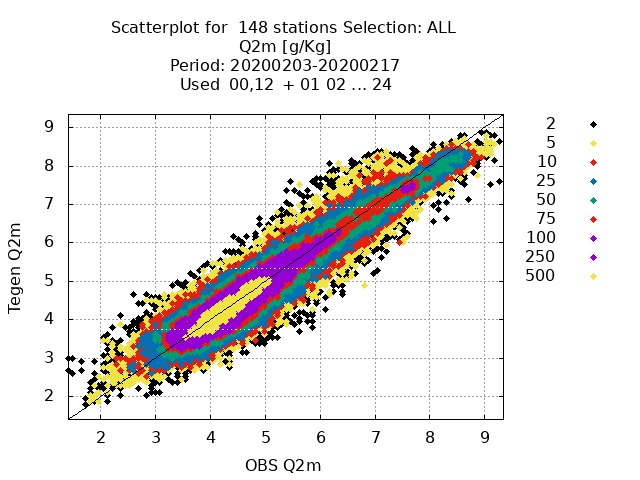 Scatterplot for 148 stations Selection: ALL
Q2m [g/Kg]
Period: 20200203-20200217
Used 00,12 + 01 02 ... 24
Tegen Q2m
9
8
7
6
5
4
3
2
2 3 4 5 6 7 8 9
OBS Q2m
2
5
10
25
50
75
100
250
500